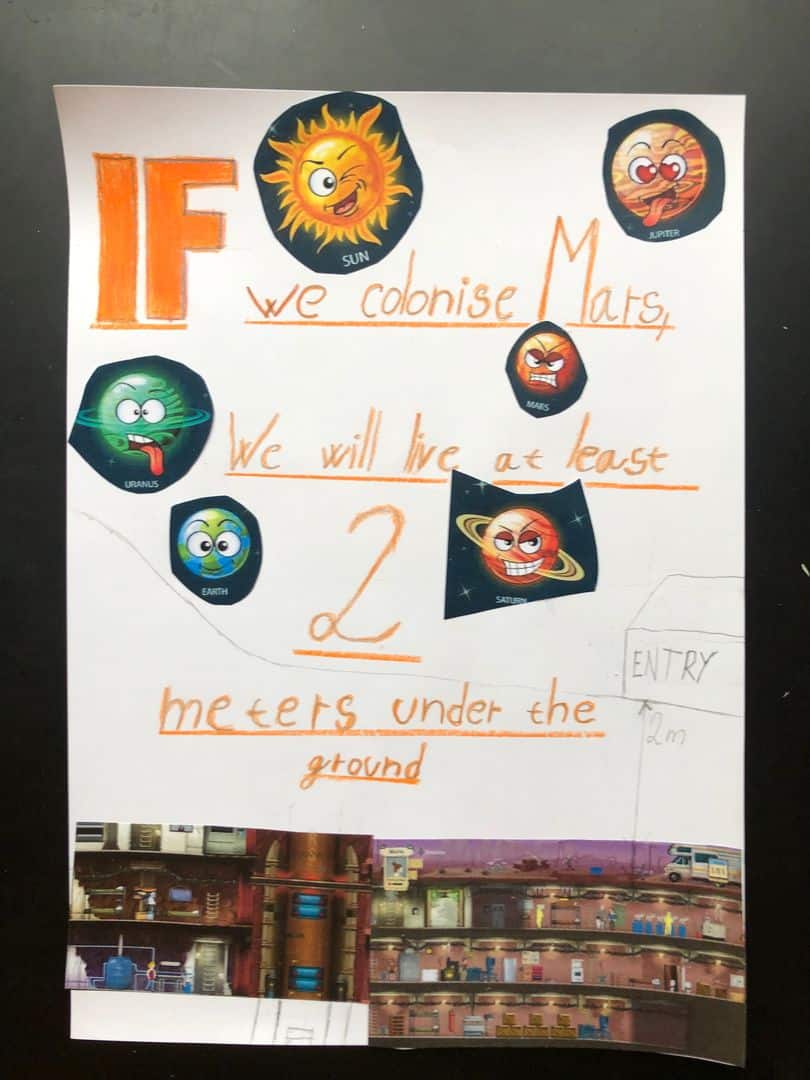 IF
SUN
JUPITER
we colonise Mars,
MARS
URANUS
We will live at least
EARTH
SATURN
2
ENTRY
meters under the
2m
ground